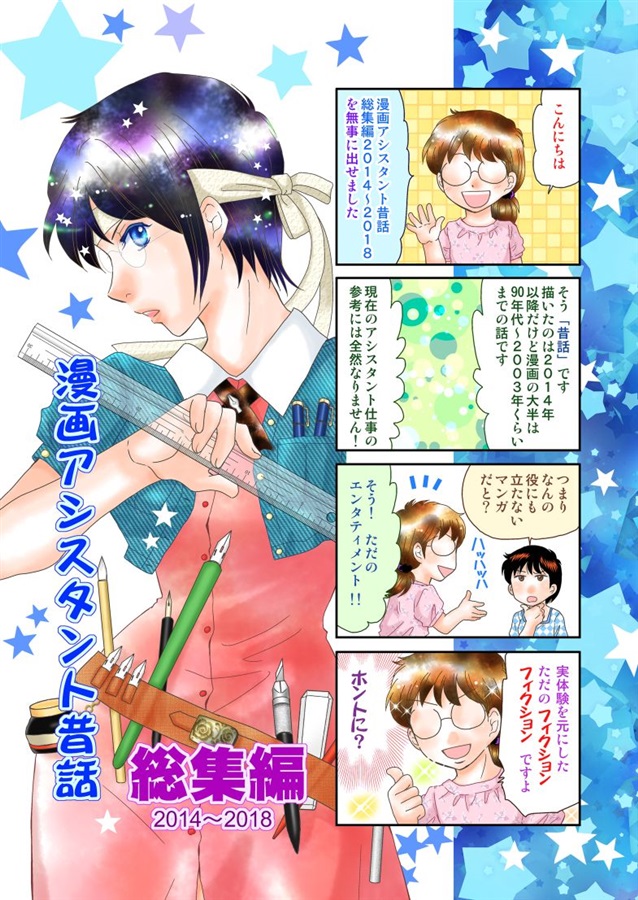 漫画アシスタント昔話
総集編
2014～2018
こんにちは
漫画アシスタント昔話
総集編2014～2018
を無事に出せました
そう「昔話」です
描いたのは2014年
以降だけど漫画の大半は
90年代～2003年くらい
までの話です
現在のアシスタント仕事の
参考には全然なりません！
つまり
なんの
役にも
立たない
マンガ
だと？
ハッハッハ
そう！ ただの
エンタティメント！！
実体験を元にした
ただのフィクション
フィクション
ですよ
ホントに？